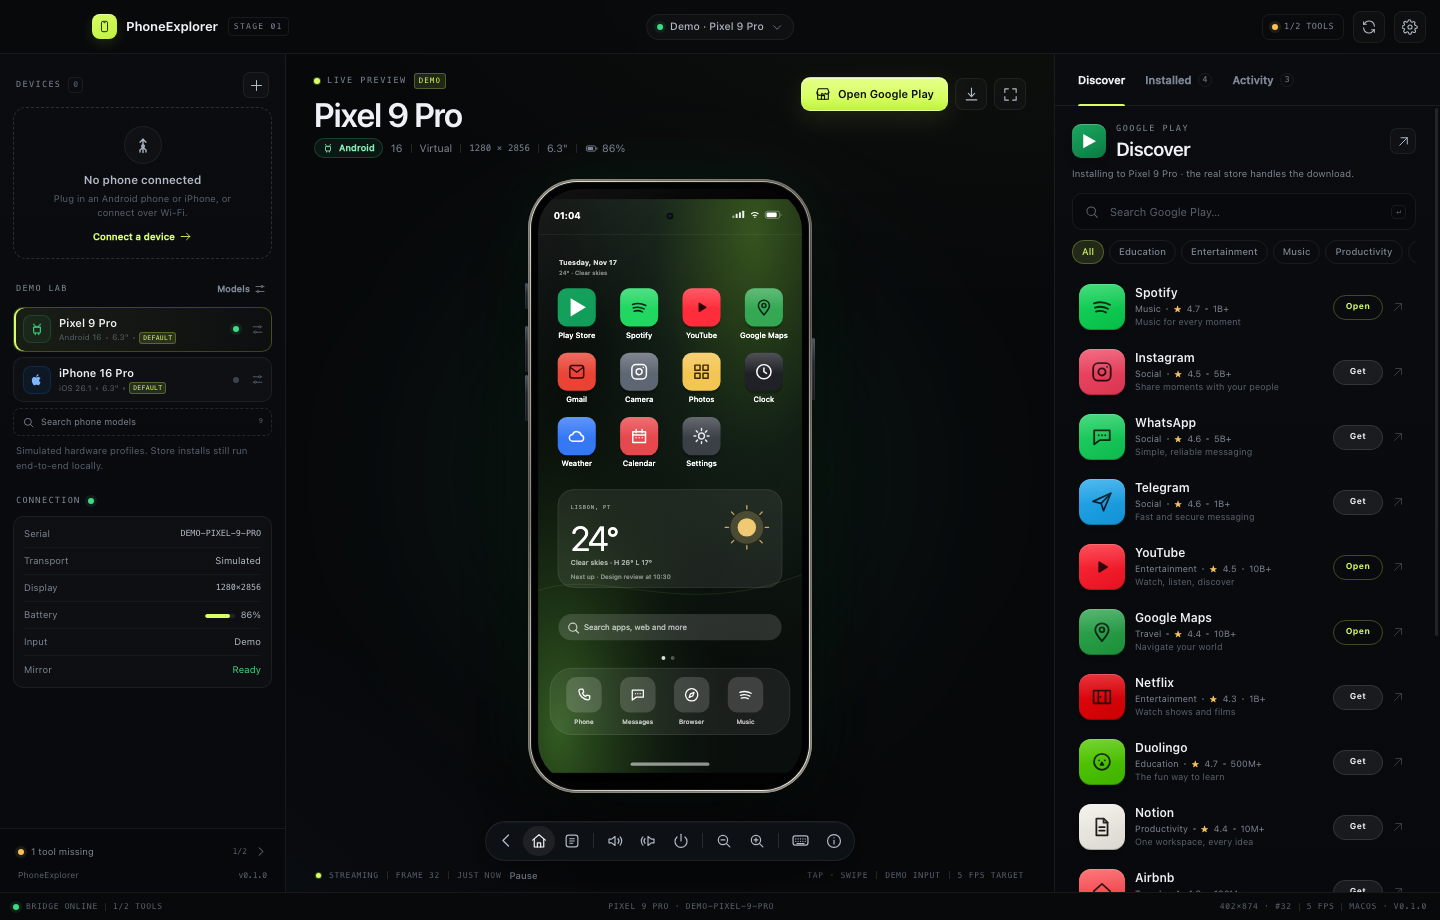 PhoneExplorer
STAGE 01
Demo · Pixel 9 Pro
1/2 TOOLS
DEVICES 0
No phone connected
Plug in an Android phone or iPhone, or
connect over Wi-Fi.
Connect a device →
DEMO LAB
Models
Pixel 9 Pro
Android 16 • 6.3" • DEFAULT
iPhone 16 Pro
iOS 26.1 • 6.3" • DEFAULT
Search phone models 9
Simulated hardware profiles. Store installs still run
end-to-end locally.
CONNECTION
Serial DEMO-PIXEL-9-PRO
Transport Simulated
Display 1280×2856
Battery 86%
Input Demo
Mirror Ready
1 tool missing 1/2
PhoneExplorer v0.1.0
LIVE PREVIEW DEMO
Pixel 9 Pro
Android 16 | Virtual | 1280 × 2856 | 6.3" | 86%
Open Google Play
01:04
Tuesday, Nov 17
24° · Clear skies
Play Store Spotify YouTube Google Maps
Gmail Camera Photos Clock
Weather Calendar Settings
LISBON, PT
24°
Clear skies · H 26° L 17°
Next up · Design review at 10:30
Search apps, web and more
Phone Messages Browser Music
STREAMING | FRAME 32 | JUST NOW Pause
TAP · SWIPE | DEMO INPUT | 5 FPS TARGET
Discover Installed 4 Activity 3
GOOGLE PLAY
Discover
Installing to Pixel 9 Pro · the real store handles the download.
Search Google Play...
All Education Entertainment Music Productivity
Spotify
Music · ★ 4.7 · 1B+
Music for every moment
Open
Instagram
Social · ★ 4.5 · 5B+
Share moments with your people
Get
WhatsApp
Social · ★ 4.6 · 5B+
Simple, reliable messaging
Get
Telegram
Social · ★ 4.6 · 1B+
Fast and secure messaging
Get
YouTube
Entertainment · ★ 4.5 · 10B+
Watch, listen, discover
Open
Google Maps
Travel · ★ 4.4 · 10B+
Navigate your world
Open
Netflix
Entertainment · ★ 4.3 · 1B+
Watch shows and films
Get
Duolingo
Education · ★ 4.7 · 500M+
The fun way to learn
Get
Notion
Productivity · ★ 4.4 · 10M+
One workspace, every idea
Get
Airbnb
Get
BRIDGE ONLINE | 1/2 TOOLS
PIXEL 9 PRO · DEMO-PIXEL-9-PRO
402×874 · #32 | 5 FPS | MACOS · V0.1.0